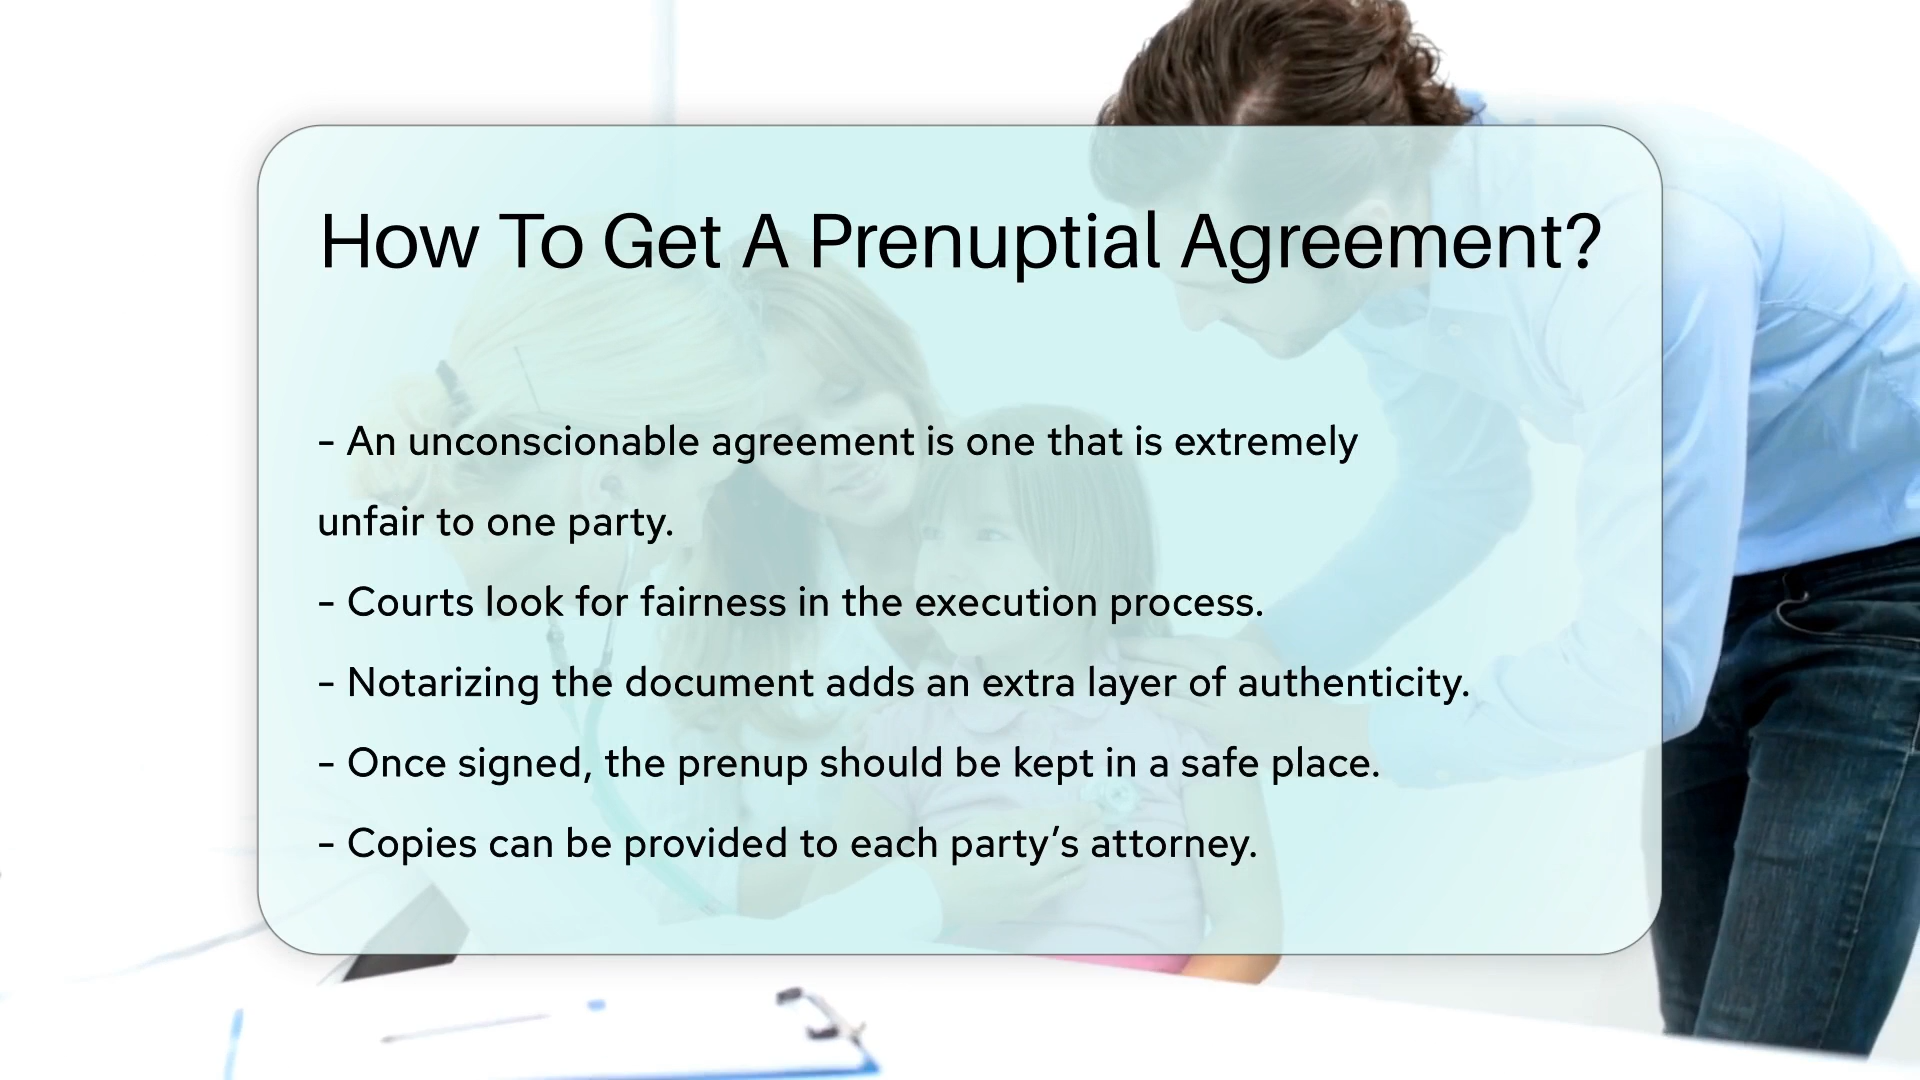 How To Get A Prenuptial Agreement?
- An unconscionable agreement is one that is extremely
unfair to one party.
- Courts look for fairness in the execution process.
- Notarizing the document adds an extra layer of authenticity.
- Once signed, the prenup should be kept in a safe place.
- Copies can be provided to each party’s attorney.